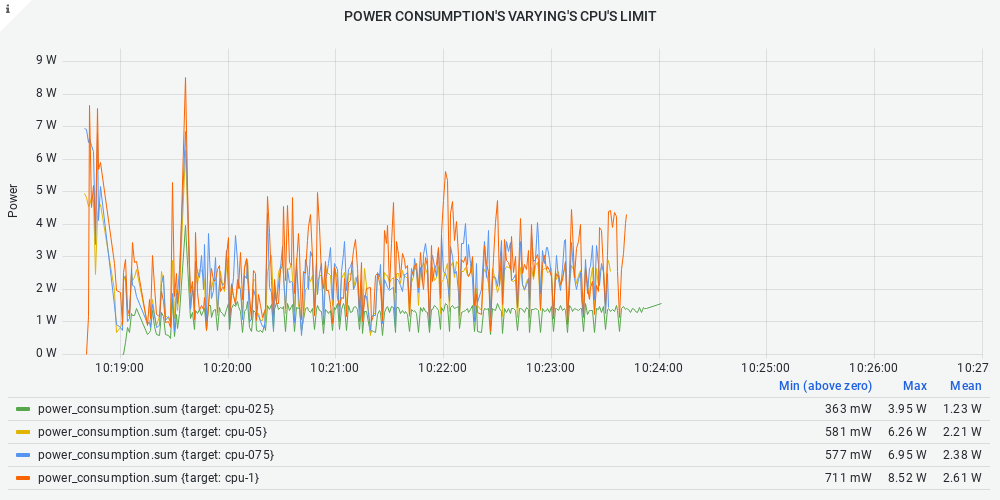 i
POWER CONSUMPTION'S VARYING'S CPU'S LIMIT
Power
9 W
8 W
7 W
6 W
5 W
4 W
3 W
2 W
1 W
0 W
10:19:00 10:20:00 10:21:00 10:22:00 10:23:00 10:24:00 10:25:00 10:26:00 10:27
Min (above zero) Max Mean
power_consumption.sum {target: cpu-025} 363 mW 3.95 W 1.23 W
power_consumption.sum {target: cpu-05} 581 mW 6.26 W 2.21 W
power_consumption.sum {target: cpu-075} 577 mW 6.95 W 2.38 W
power_consumption.sum {target: cpu-1} 711 mW 8.52 W 2.61 W